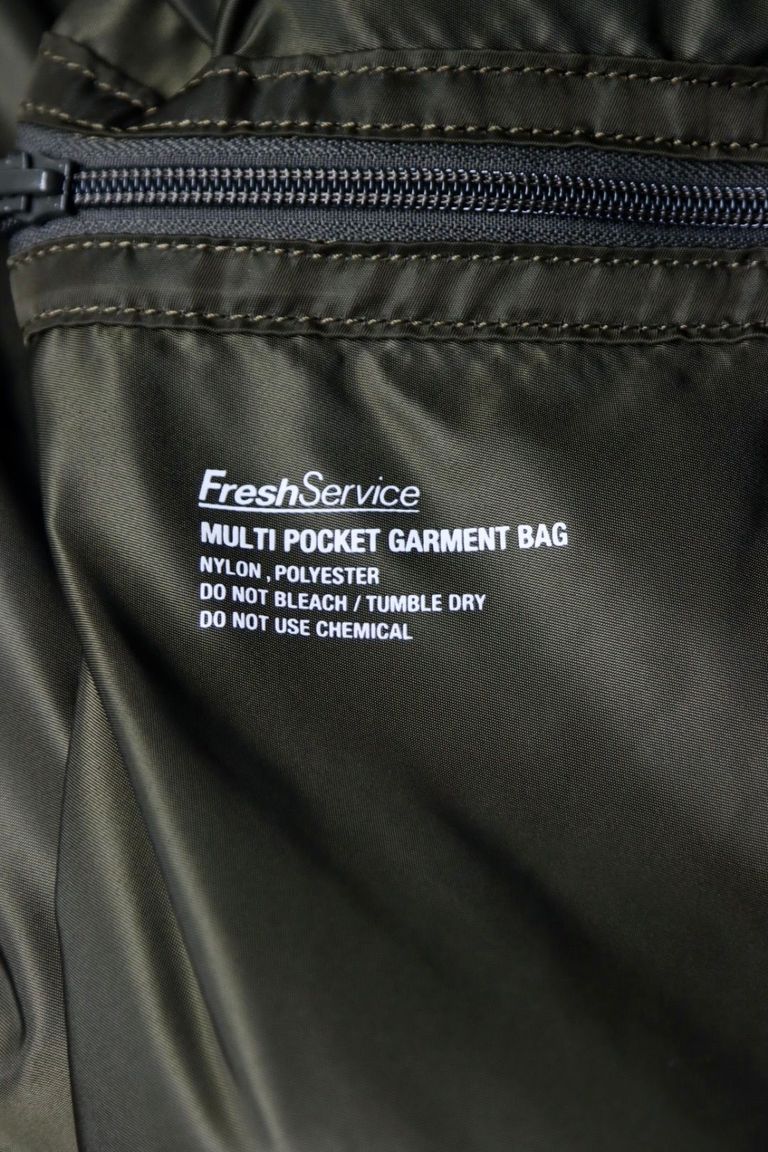 FreshService
MULTI POCKET GARMENT BAG
NYLON , POLYESTER
DO NOT BLEACH / TUMBLE DRY
DO NOT USE CHEMICAL